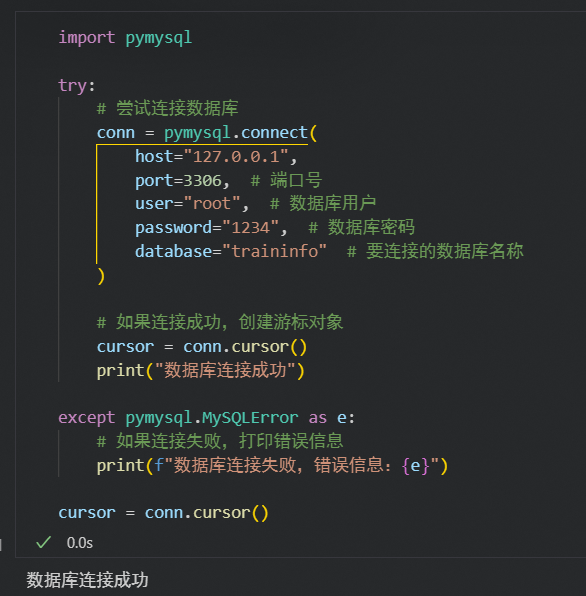 import pymysql
try:
# 尝试连接数据库
conn = pymysql.connect(
host="127.0.0.1",
port=3306,  # 端口号
user="root",  # 数据库用户
password="1234",  # 数据库密码
database="traininfo"  # 要连接的数据库名称
)
# 如果连接成功，创建游标对象
cursor = conn.cursor()
print("数据库连接成功")
except pymysql.MySQLError as e:
# 如果连接失败，打印错误信息
print(f"数据库连接失败，错误信息：{e}")
cursor = conn.cursor()
0.0s
数据库连接成功